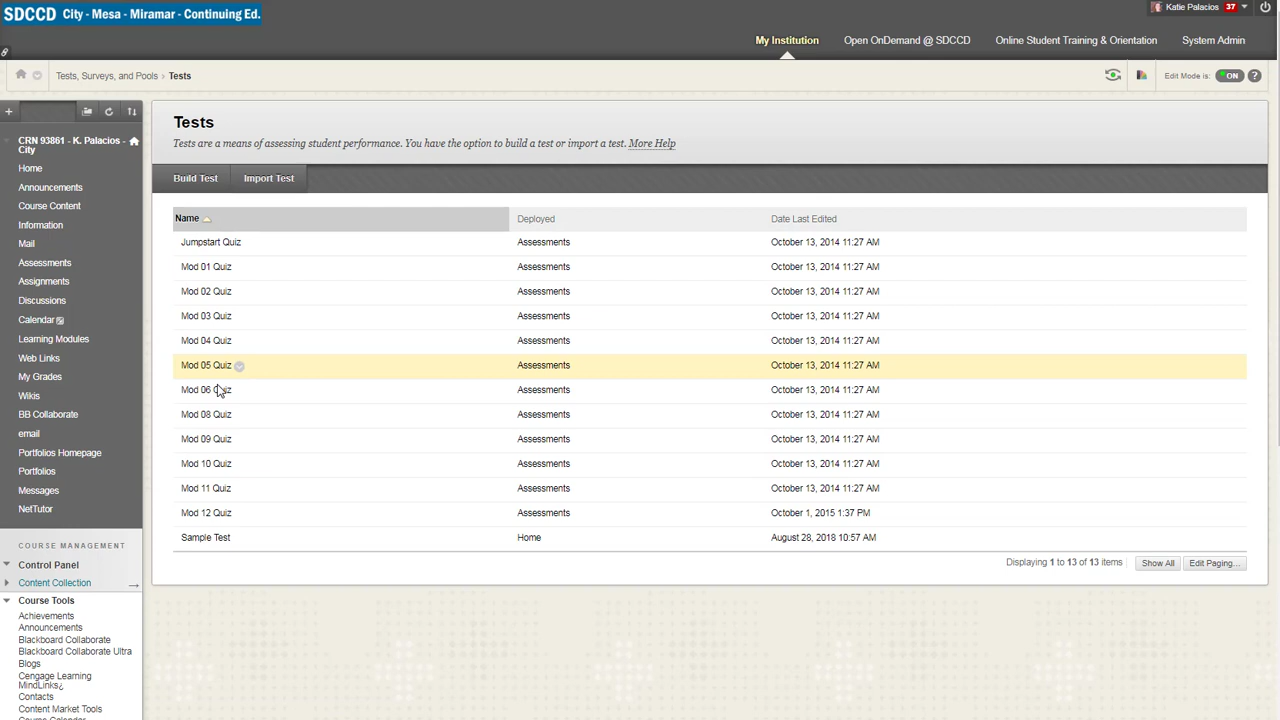 SDCCD City - Mesa - Miramar - Continuing Ed.
Katie Palacios 37
My Institution Open OnDemand @ SDCCD Online Student Training & Orientation System Admin
Tests, Surveys, and Pools Tests
Edit Mode is: ON ?
CRN 93861 - K. Palacios - City
Home
Announcements
Course Content
Information
Mail
Assessments
Assignments
Discussions
Calendar
Learning Modules
Web Links
My Grades
Wikis
BB Collaborate
email
Portfolios Homepage
Portfolios
Messages
NetTutor
COURSE MANAGEMENT
Control Panel
Content Collection
Course Tools
Achievements
Announcements
Blackboard Collaborate
Blackboard Collaborate Ultra
Blogs
Cengage Learning
MindLinks¿
Contacts
Content Market Tools
Course Calendar
Tests
Tests are a means of assessing student performance. You have the option to build a test or import a test. More Help
Build Test Import Test
Name Deployed Date Last Edited
Jumpstart Quiz Assessments October 13, 2014 11:27 AM
Mod 01 Quiz Assessments October 13, 2014 11:27 AM
Mod 02 Quiz Assessments October 13, 2014 11:27 AM
Mod 03 Quiz Assessments October 13, 2014 11:27 AM
Mod 04 Quiz Assessments October 13, 2014 11:27 AM
Mod 05 Quiz Assessments October 13, 2014 11:27 AM
Mod 06 Quiz Assessments October 13, 2014 11:27 AM
Mod 08 Quiz Assessments October 13, 2014 11:27 AM
Mod 09 Quiz Assessments October 13, 2014 11:27 AM
Mod 10 Quiz Assessments October 13, 2014 11:27 AM
Mod 11 Quiz Assessments October 13, 2014 11:27 AM
Mod 12 Quiz Assessments October 1, 2015 1:37 PM
Sample Test Home August 28, 2018 10:57 AM
Displaying 1 to 13 of 13 items Show All Edit Paging...